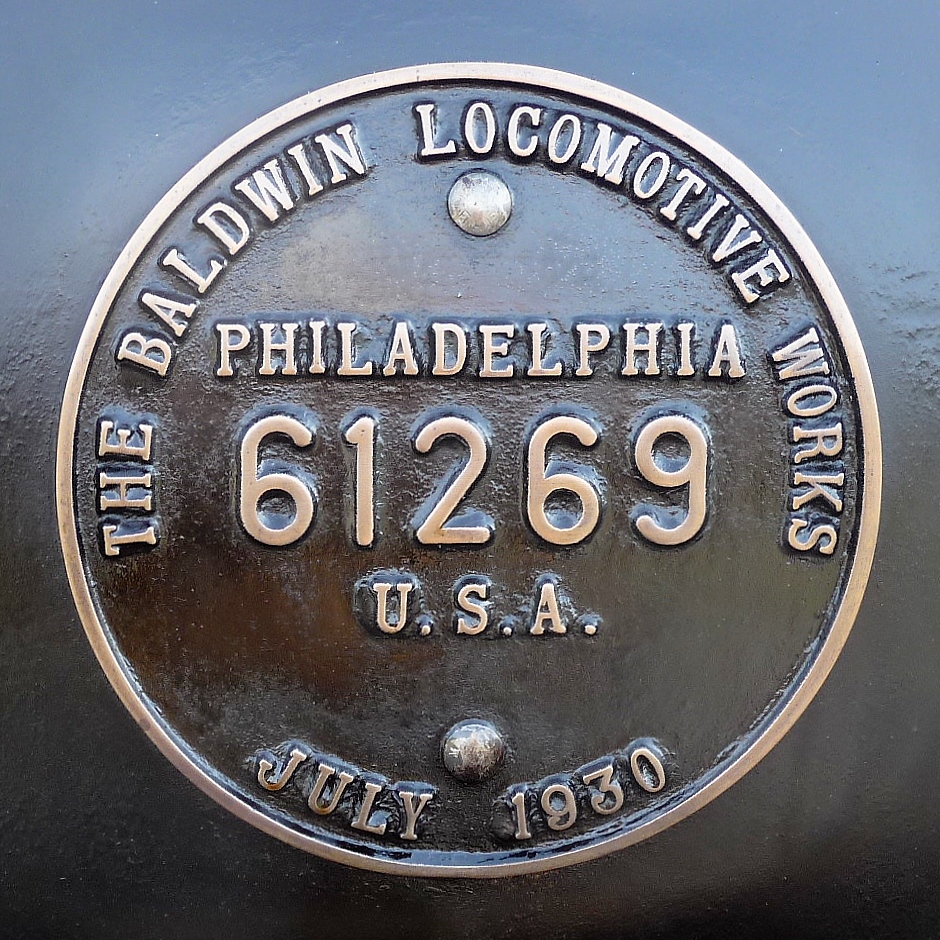 THE BALDWIN LOCOMOTIVE WORKS
PHILADELPHIA
61269
U.S.A.
JULY 1930